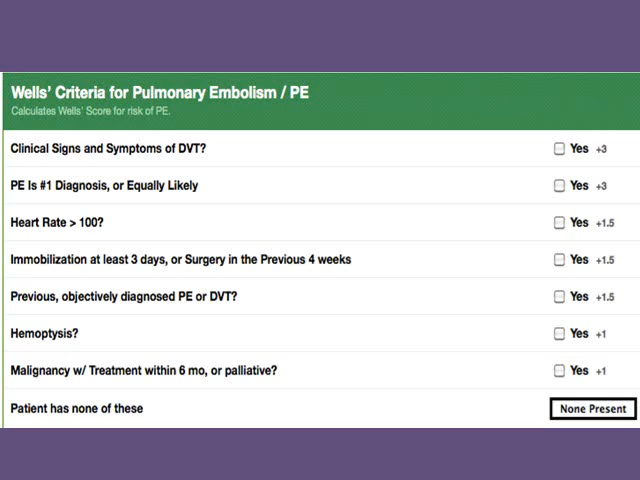 Wells' Criteria for Pulmonary Embolism / PE
Calculates Wells' Score for risk of PE.
Clinical Signs and Symptoms of DVT? Yes +3
PE Is #1 Diagnosis, or Equally Likely Yes +3
Heart Rate > 100? Yes +1.5
Immobilization at least 3 days, or Surgery in the Previous 4 weeks Yes +1.5
Previous, objectively diagnosed PE or DVT? Yes +1.5
Hemoptysis? Yes +1
Malignancy w/ Treatment within 6 mo, or palliative? Yes +1
Patient has none of these None Present